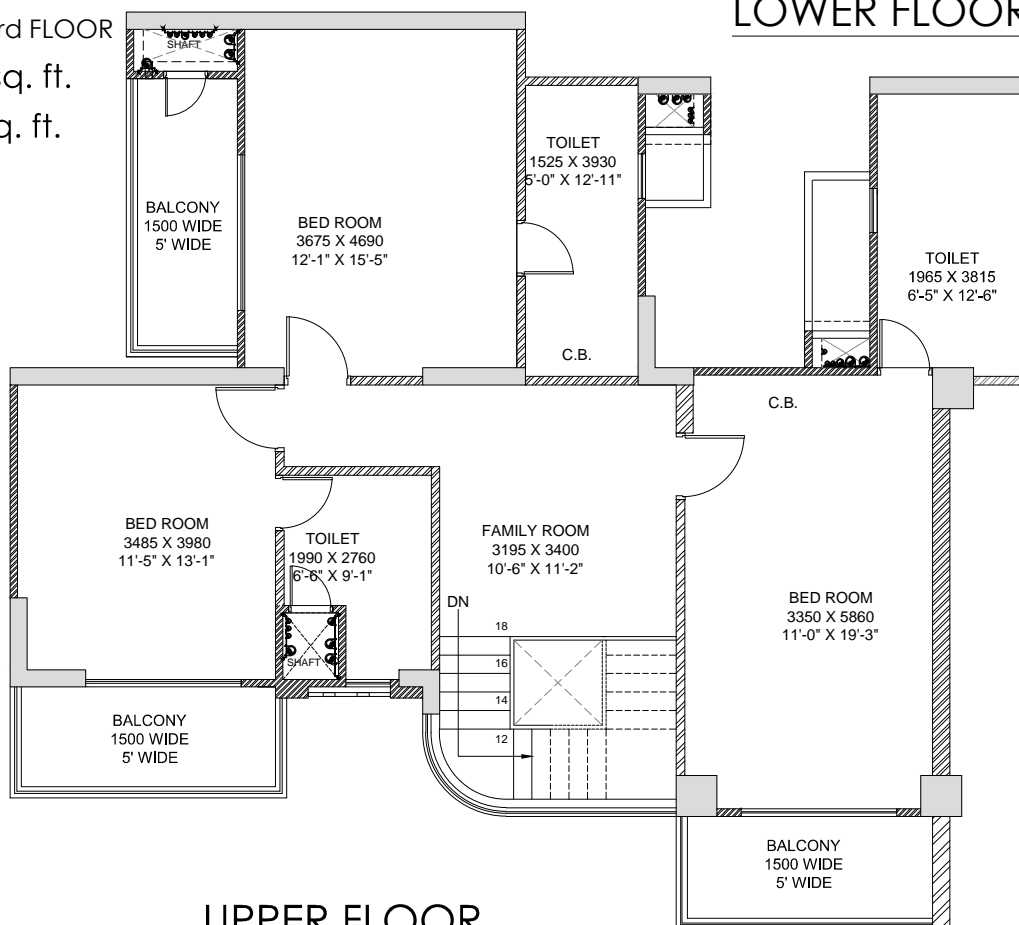 LOWER FLOOR
FLOOR
sq. ft.
ft.
SHAFT
BALCONY
1500 WIDE
5' WIDE
BED ROOM
3675 X 4690
12'-1" X 15'-5"
TOILET
1525 X 3930
5'-0" X 12'-11"
C.B.
TOILET
1965 X 3815
6'-5" X 12'-6"
C.B.
BED ROOM
3485 X 3980
11'-5" X 13'-1"
TOILET
1990 X 2760
6'-6" X 9'-1"
SHAFT
FAMILY ROOM
3195 X 3400
10'-6" X 11'-2"
DN
18
16
14
12
BED ROOM
3350 X 5860
11'-0" X 19'-3"
BALCONY
1500 WIDE
5' WIDE
BALCONY
1500 WIDE
5' WIDE
UPPER FLOOR